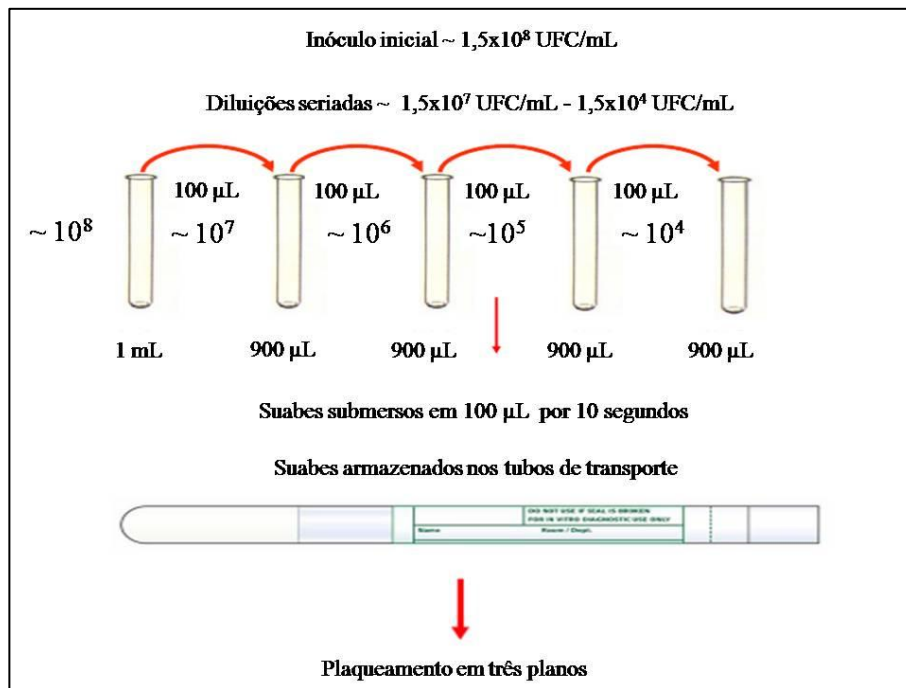 Inóculo inicial ~ 1,5x10⁸ UFC/mL
Diluições seriadas ~ 1,5x10⁷ UFC/mL - 1,5x10⁴ UFC/mL
100 µL 100 µL 100 µL 100 µL
~ 10⁸ ~ 10⁷ ~ 10⁶ ~10⁵ ~ 10⁴
1 mL 900 µL 900 µL 900 µL 900 µL
Suabes submersos em 100 µL por 10 segundos
Suabes armazenados nos tubos de transporte
DO NOT USE IF SEAL IS BROKEN
FOR IN VITRO DIAGNOSTIC USE ONLY
Name Room / Dept.
Plaqueamento em três planos